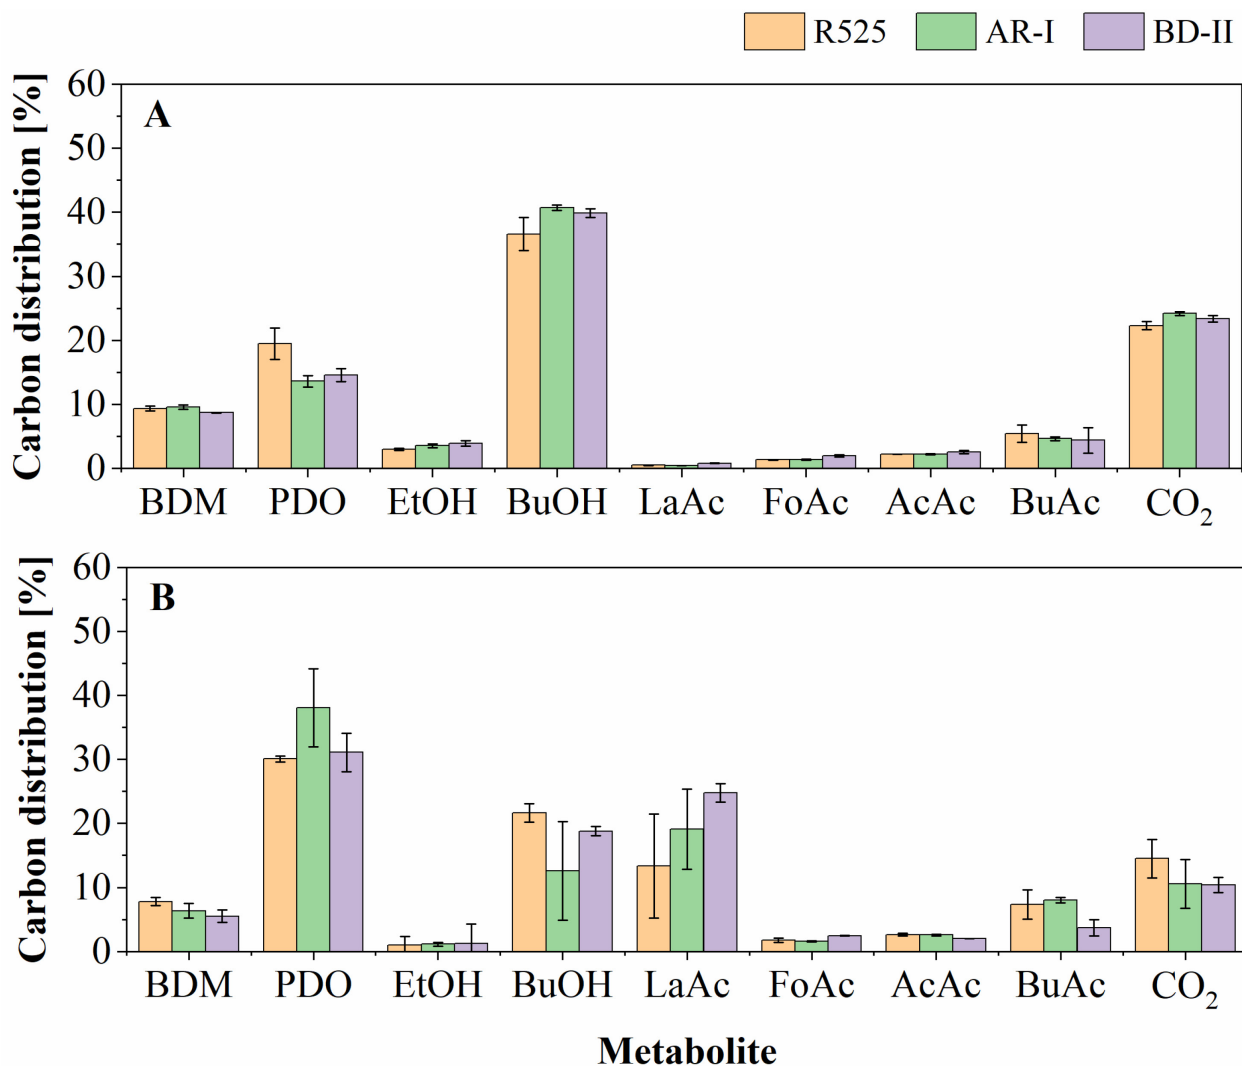 R525 AR-I BD-II
A
Carbon distribution [%]
60
50
40
30
20
10
0
BDM PDO EtOH BuOH LaAc FoAc AcAc BuAc CO₂
B
Carbon distribution [%]
60
50
40
30
20
10
0
BDM PDO EtOH BuOH LaAc FoAc AcAc BuAc CO₂
Metabolite